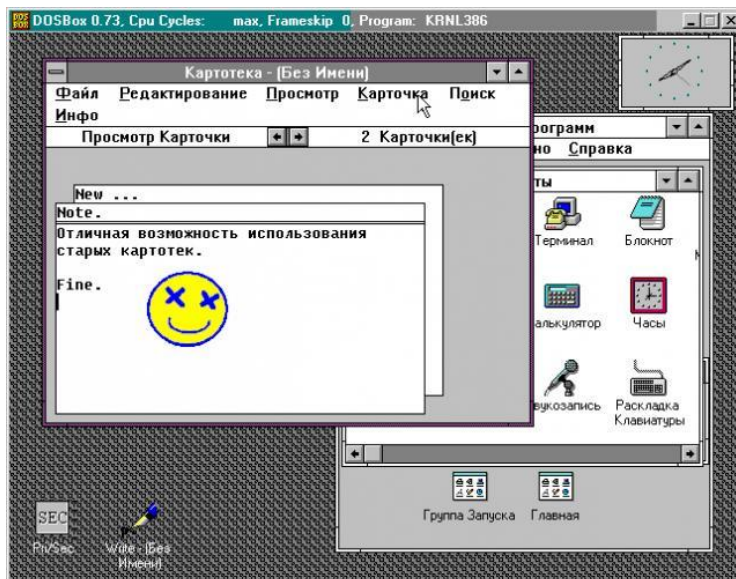 DOSBox 0.73, Cpu Cycles: max, Frameskip 0, Program: KRNL386
Картотека - (Без Имени)
Файл Редактирование Просмотр Карточка Поиск
Инфо
Просмотр Карточки 2 Карточки(ек)
New ...
Note.
Отличная возможность использования
старых картотек.
Fine.
рограмм
но Справка
ты
Терминал Блокнот
алькулятор Часы
вукозапись Раскладка
Клавиатуры
Группа Запуска Главная
SEC
Pri/Sec Write - (Без
Имени)